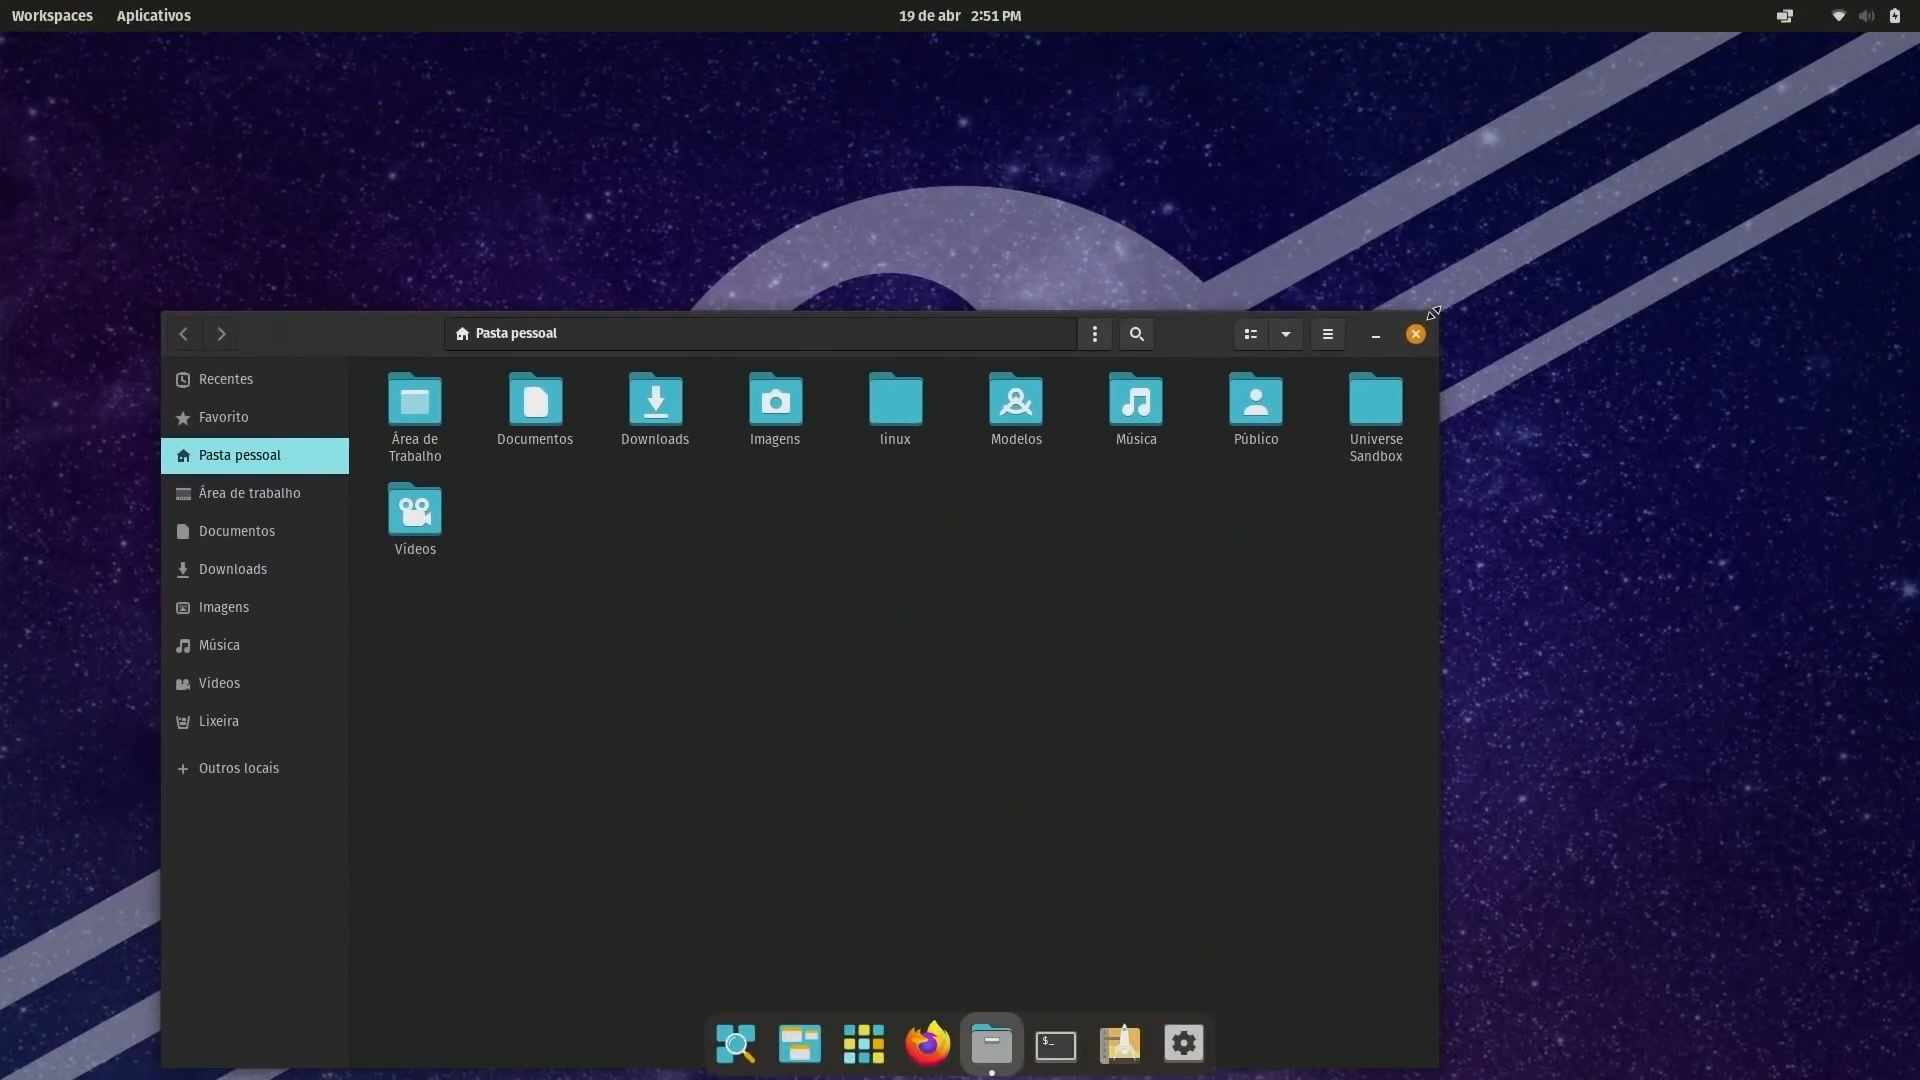 Workspaces Aplicativos 19 de abr 2:51 PM
Pasta pessoal
Recentes
Favorito
Pasta pessoal
Área de trabalho
Documentos
Downloads
Imagens
Música
Vídeos
Lixeira
Outros locais
Área de
Trabalho
Documentos
Downloads
Imagens
linux
Modelos
Música
Público
Universe
Sandbox
Vídeos
$_